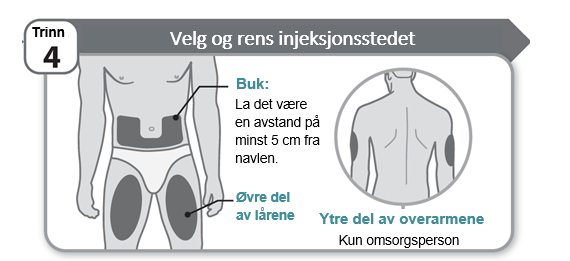 Trinn
4
Velg og rens injeksjonsstedet
Buk:
La det være
en avstand på
minst 5 cm fra
navlen.
Øvre del
av lårene
Ytre del av overarmene
Kun omsorgsperson